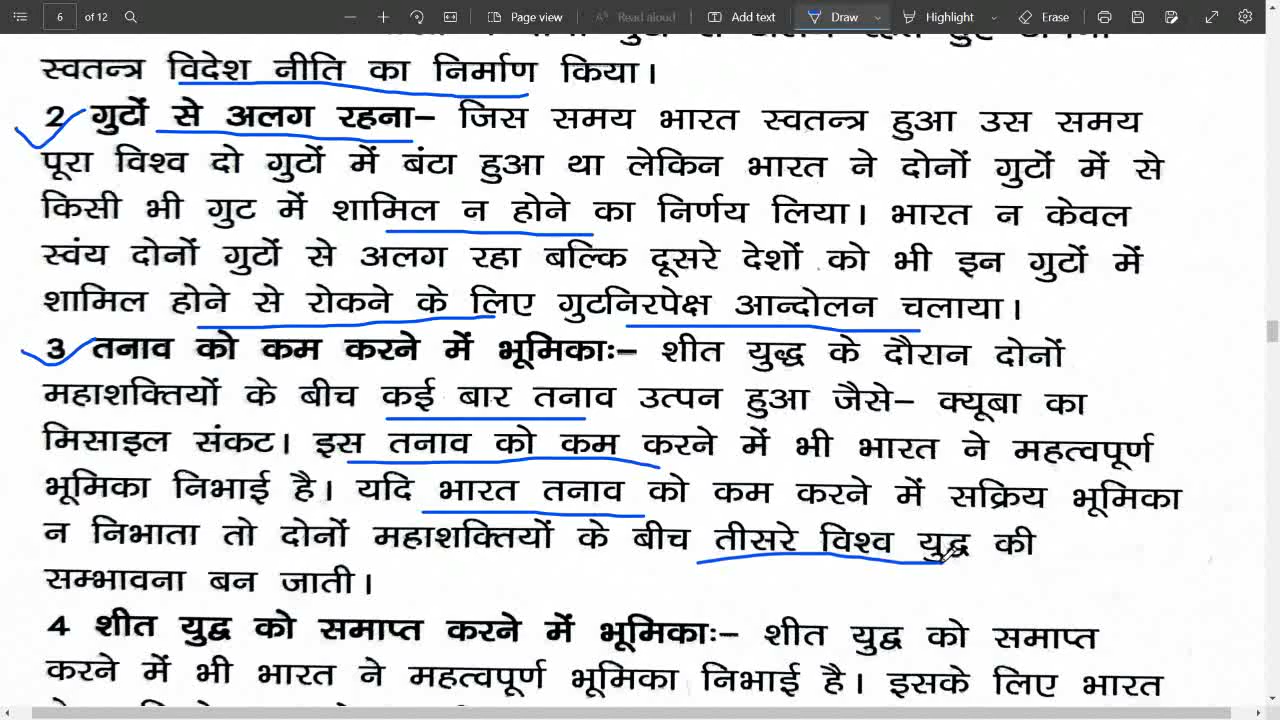 6 of 12 Page view Read aloud Add text Draw Highlight Erase
स्वतन्त्र विदेश नीति का निर्माण किया।
2 गुटों से अलग रहना– जिस समय भारत स्वतन्त्र हुआ उस समय
पूरा विश्व दो गुटों में बंटा हुआ था लेकिन भारत ने दोनों गुटों में से
किसी भी गुट में शामिल न होने का निर्णय लिया। भारत न केवल
स्वंय दोनों गुटों से अलग रहा बल्कि दूसरे देशों को भी इन गुटों में
शामिल होने से रोकने के लिए गुटनिरपेक्ष आन्दोलन चलाया।
3 तनाव को कम करने में भूमिकाः– शीत युद्ध के दौरान दोनों
महाशक्तियों के बीच कई बार तनाव उत्पन हुआ जैसे– क्यूबा का
मिसाइल संकट। इस तनाव को कम करने में भी भारत ने महत्वपूर्ण
भूमिका निभाई है। यदि भारत तनाव को कम करने में सक्रिय भूमिका
न निभाता तो दोनों महाशक्तियों के बीच तीसरे विश्व युद्ध की
सम्भावना बन जाती।
4 शीत युद्व को समाप्त करने में भूमिकाः– शीत युद्व को समाप्त
करने में भी भारत ने महत्वपूर्ण भूमिका निभाई है। इसके लिए भारत